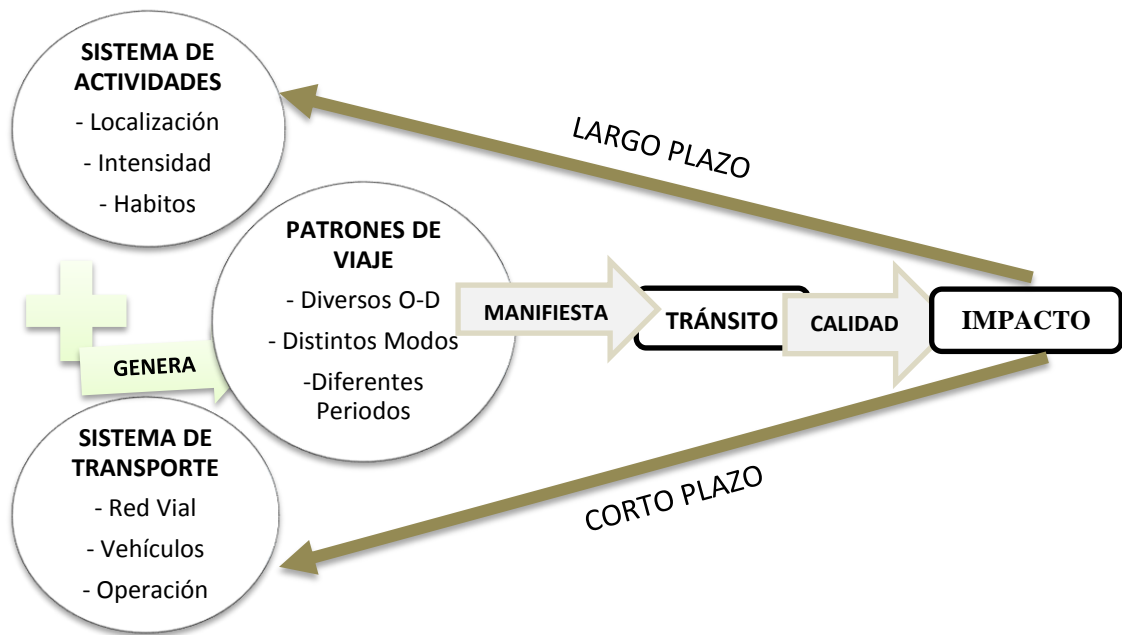 SISTEMA DE
ACTIVIDADES
- Localización
- Intensidad
- Habitos
LARGO PLAZO
PATRONES DE
VIAJE
- Diversos O-D
- Distintos Modos
-Diferentes
Periodos
MANIFIESTA
TRÁNSITO
CALIDAD
IMPACTO
GENERA
SISTEMA DE
TRANSPORTE
- Red Vial
- Vehículos
- Operación
CORTO PLAZO